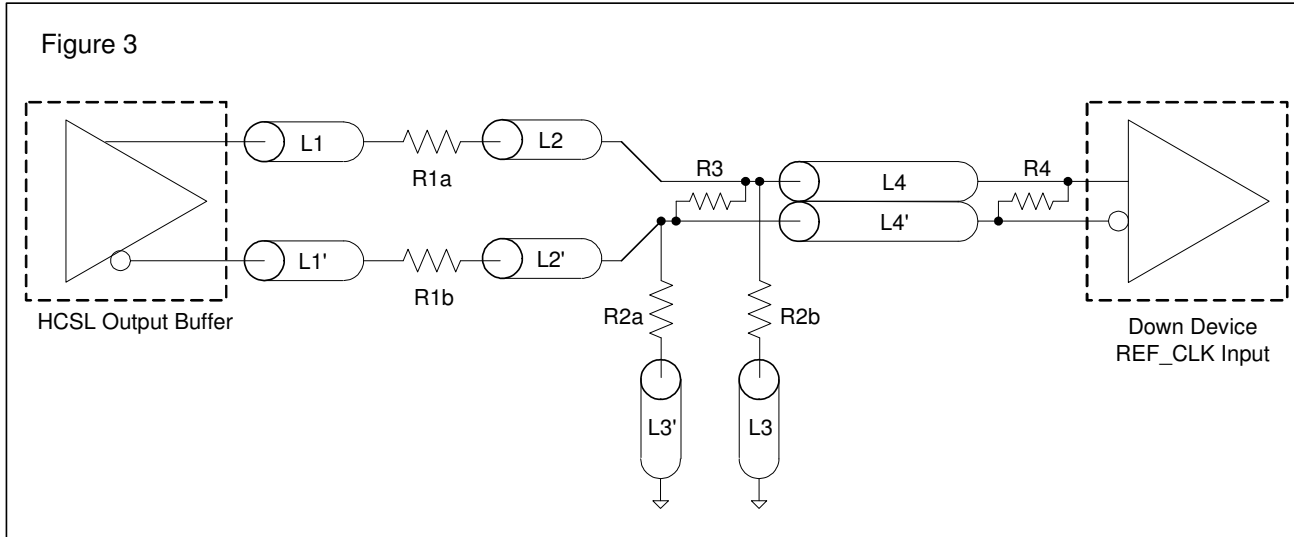 Figure 3
L1
R1a
L2
R3
L4
R4
L4'
L1'
R1b
L2'
HCSL Output Buffer
R2a
R2b
Down Device
REF_CLK Input
L3'
L3